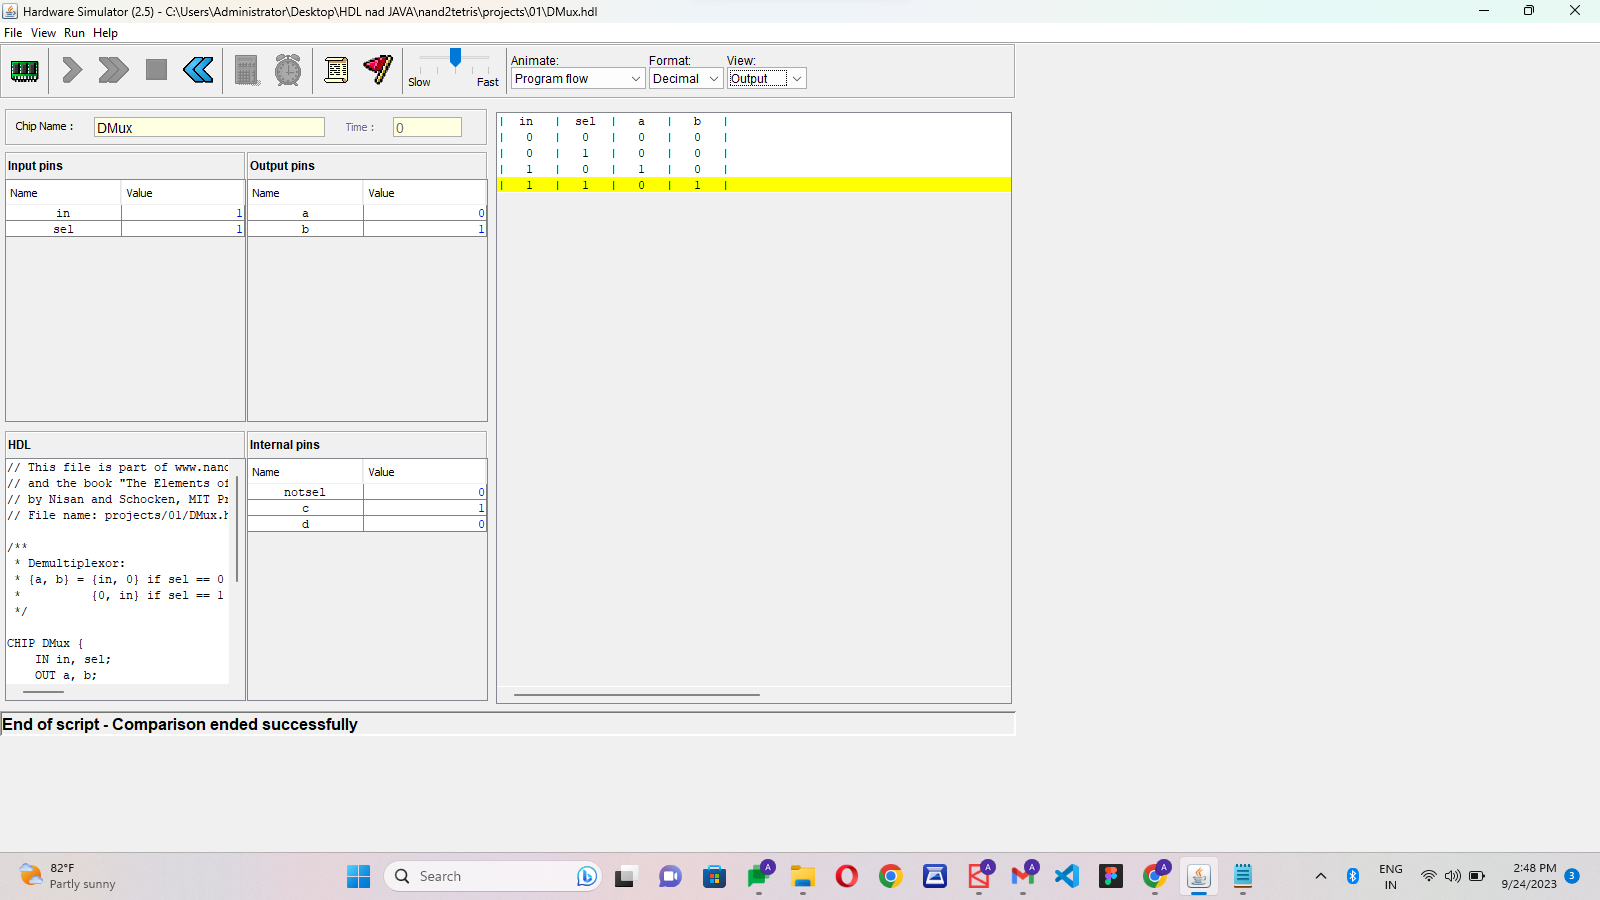 Hardware Simulator (2.5) - C:\Users\Administrator\Desktop\HDL nad JAVA\nand2tetris\projects\01\DMux.hdl
File View Run Help
Slow Fast
Animate: Format: View:
Program flow Decimal Output
Chip Name : DMux Time : 0
Input pins Output pins
Name Value Name Value
in 1 a 0
sel 1 b 1
| in | sel | a | b |
| 0 | 0 | 0 | 0 |
| 0 | 1 | 0 | 0 |
| 1 | 0 | 1 | 0 |
| 1 | 1 | 0 | 1 |
HDL
// This file is part of www.nanc
// and the book "The Elements of
// by Nisan and Schocken, MIT Pr
// File name: projects/01/DMux.h
/**
* Demultiplexor:
* {a, b} = {in, 0} if sel == 0
* {0, in} if sel == 1
*/
CHIP DMux {
IN in, sel;
OUT a, b;
Internal pins
Name Value
notsel 0
c 1
d 0
End of script - Comparison ended successfully
82°F
Partly sunny
Search
A A A A
ENG
IN
2:48 PM
9/24/2023
3